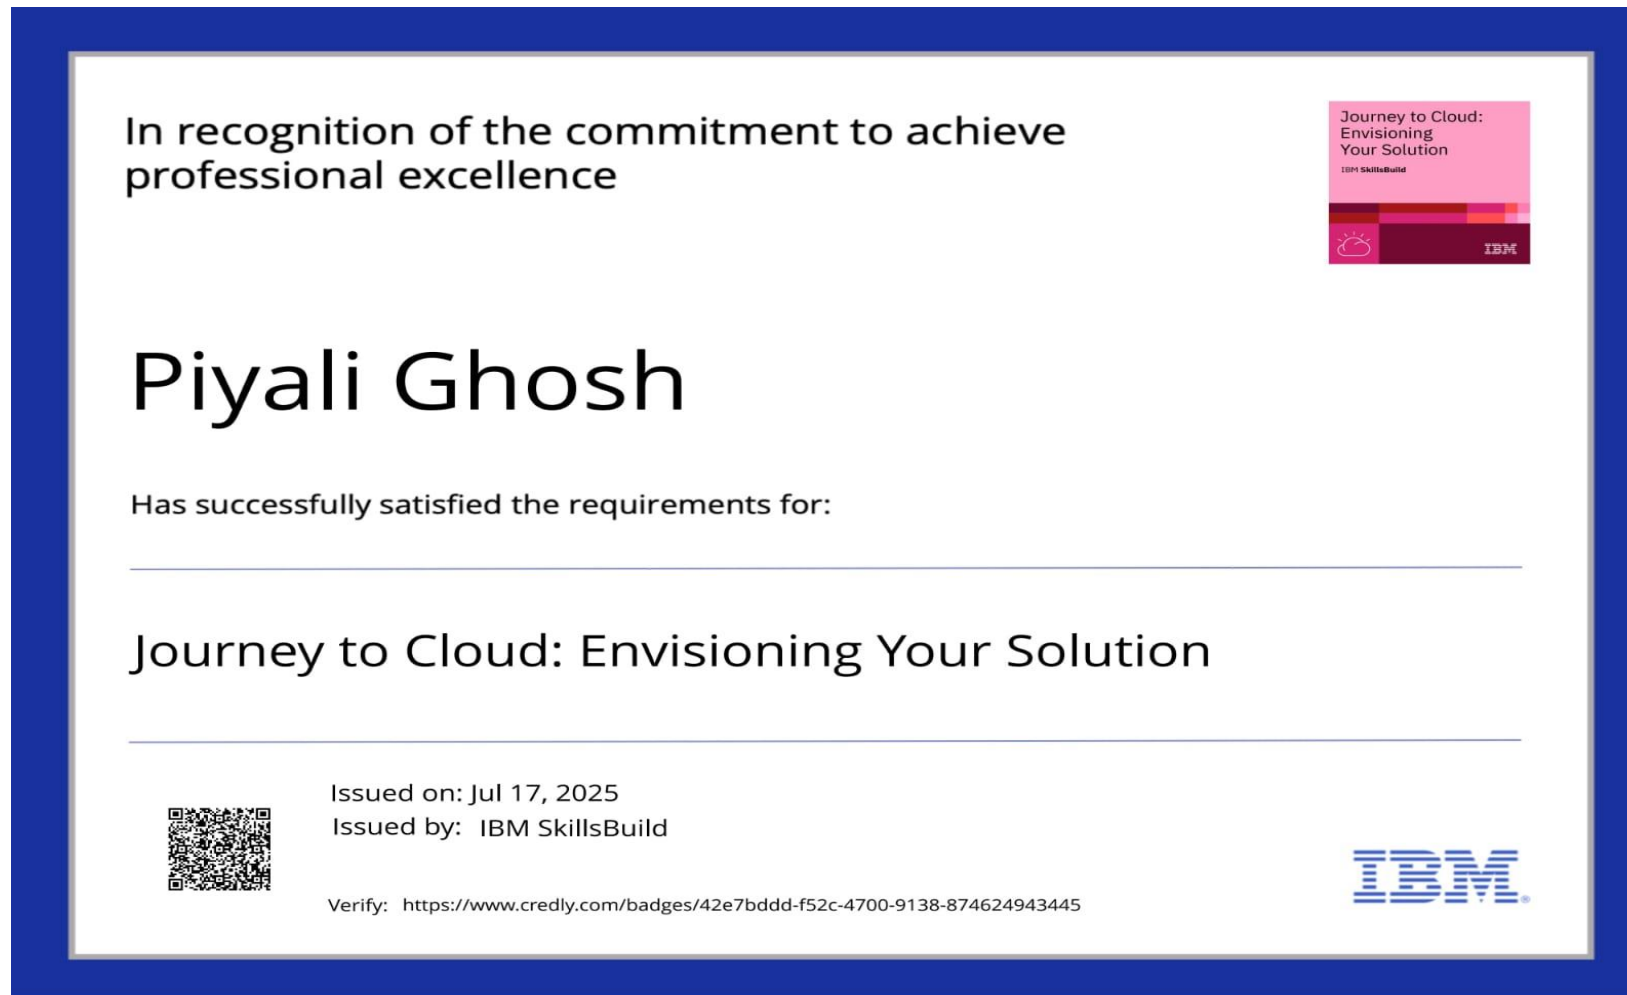 In recognition of the commitment to achieve
professional excellence
Journey to Cloud:
Envisioning
Your Solution
IBM SkillsBuild
IBM
Piyali Ghosh
Has successfully satisfied the requirements for:
Journey to Cloud: Envisioning Your Solution
Issued on: Jul 17, 2025
Issued by: IBM SkillsBuild
Verify: https://www.credly.com/badges/42e7bddd-f52c-4700-9138-874624943445
IBM®